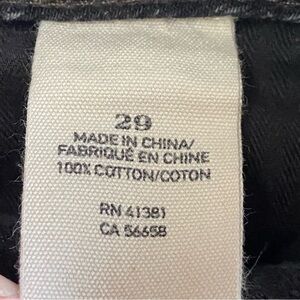 29
MADE IN CHINA/
FABRIQUÉ EN CHINE
100% COTTON/COTON
RN 41381
CA 56658